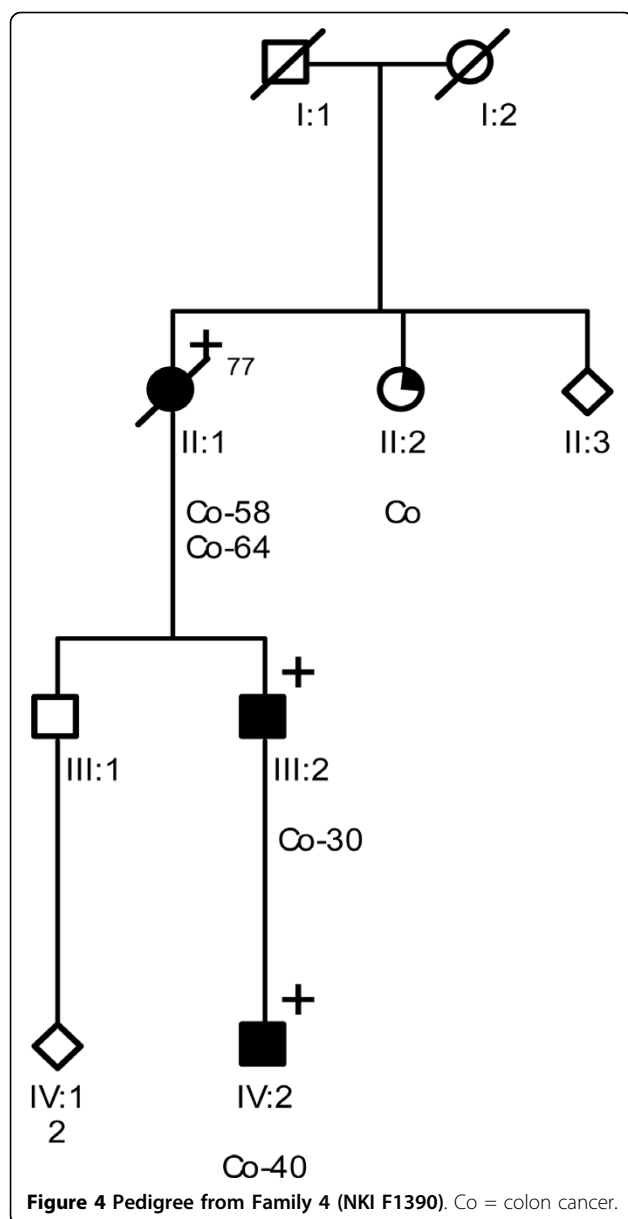 I:1 I:2
+ 77
II:1 II:2 II:3
Co-58 Co
Co-64
+
III:1 III:2
Co-30
+
IV:1 IV:2
2
Co-40
Figure 4 Pedigree from Family 4 (NKI F1390). Co = colon cancer.